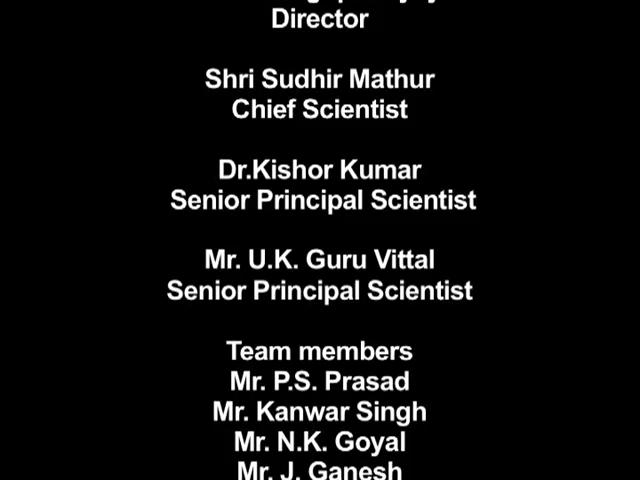 Director
Shri Sudhir Mathur
Chief Scientist
Dr.Kishor Kumar
Senior Principal Scientist
Mr. U.K. Guru Vittal
Senior Principal Scientist
Team members
Mr. P.S. Prasad
Mr. Kanwar Singh
Mr. N.K. Goyal
Mr. J. Ganesh